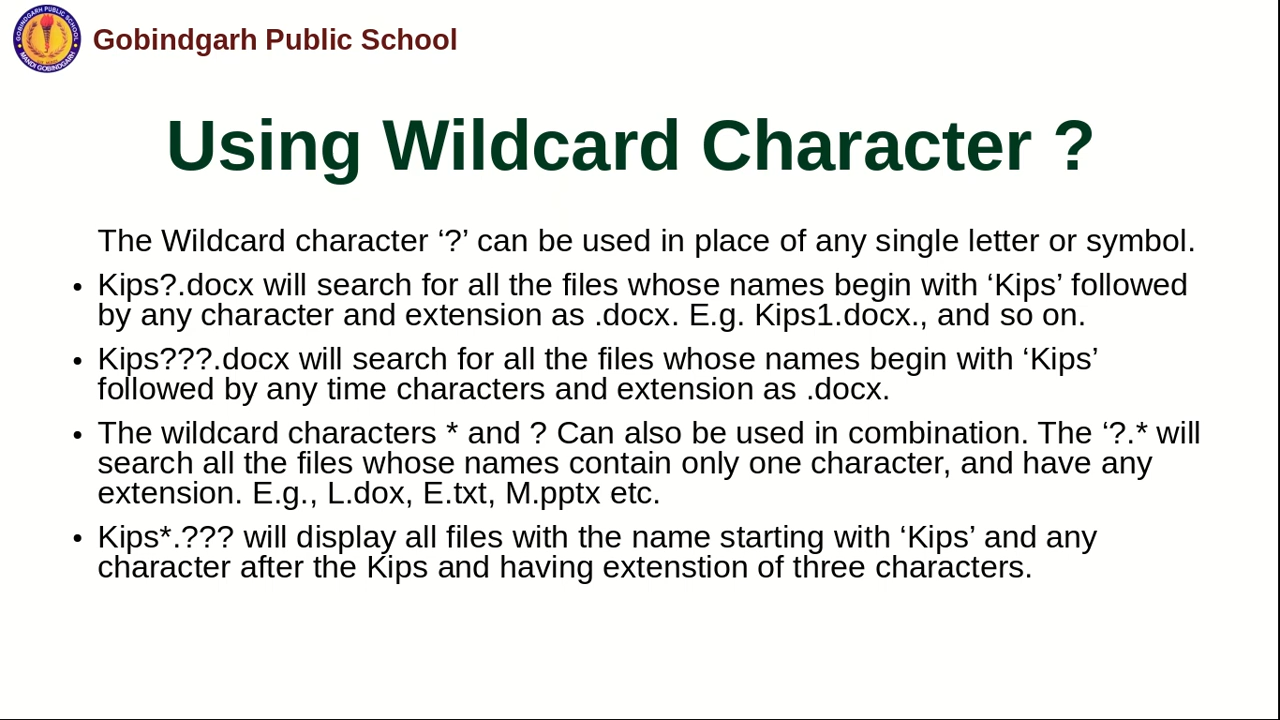 GOBINDGARH PUBLIC SCHOOL
MANDI GOBINDGARH
Gobindgarh Public School
Using Wildcard Character ?
The Wildcard character ‘?’ can be used in place of any single letter or symbol.
• Kips?.docx will search for all the files whose names begin with ‘Kips’ followed
by any character and extension as .docx. E.g. Kips1.docx., and so on.
• Kips???.docx will search for all the files whose names begin with ‘Kips’
followed by any time characters and extension as .docx.
• The wildcard characters * and ? Can also be used in combination. The ‘?.* will
search all the files whose names contain only one character, and have any
extension. E.g., L.dox, E.txt, M.pptx etc.
• Kips*.??? will display all files with the name starting with ‘Kips’ and any
character after the Kips and having extenstion of three characters.